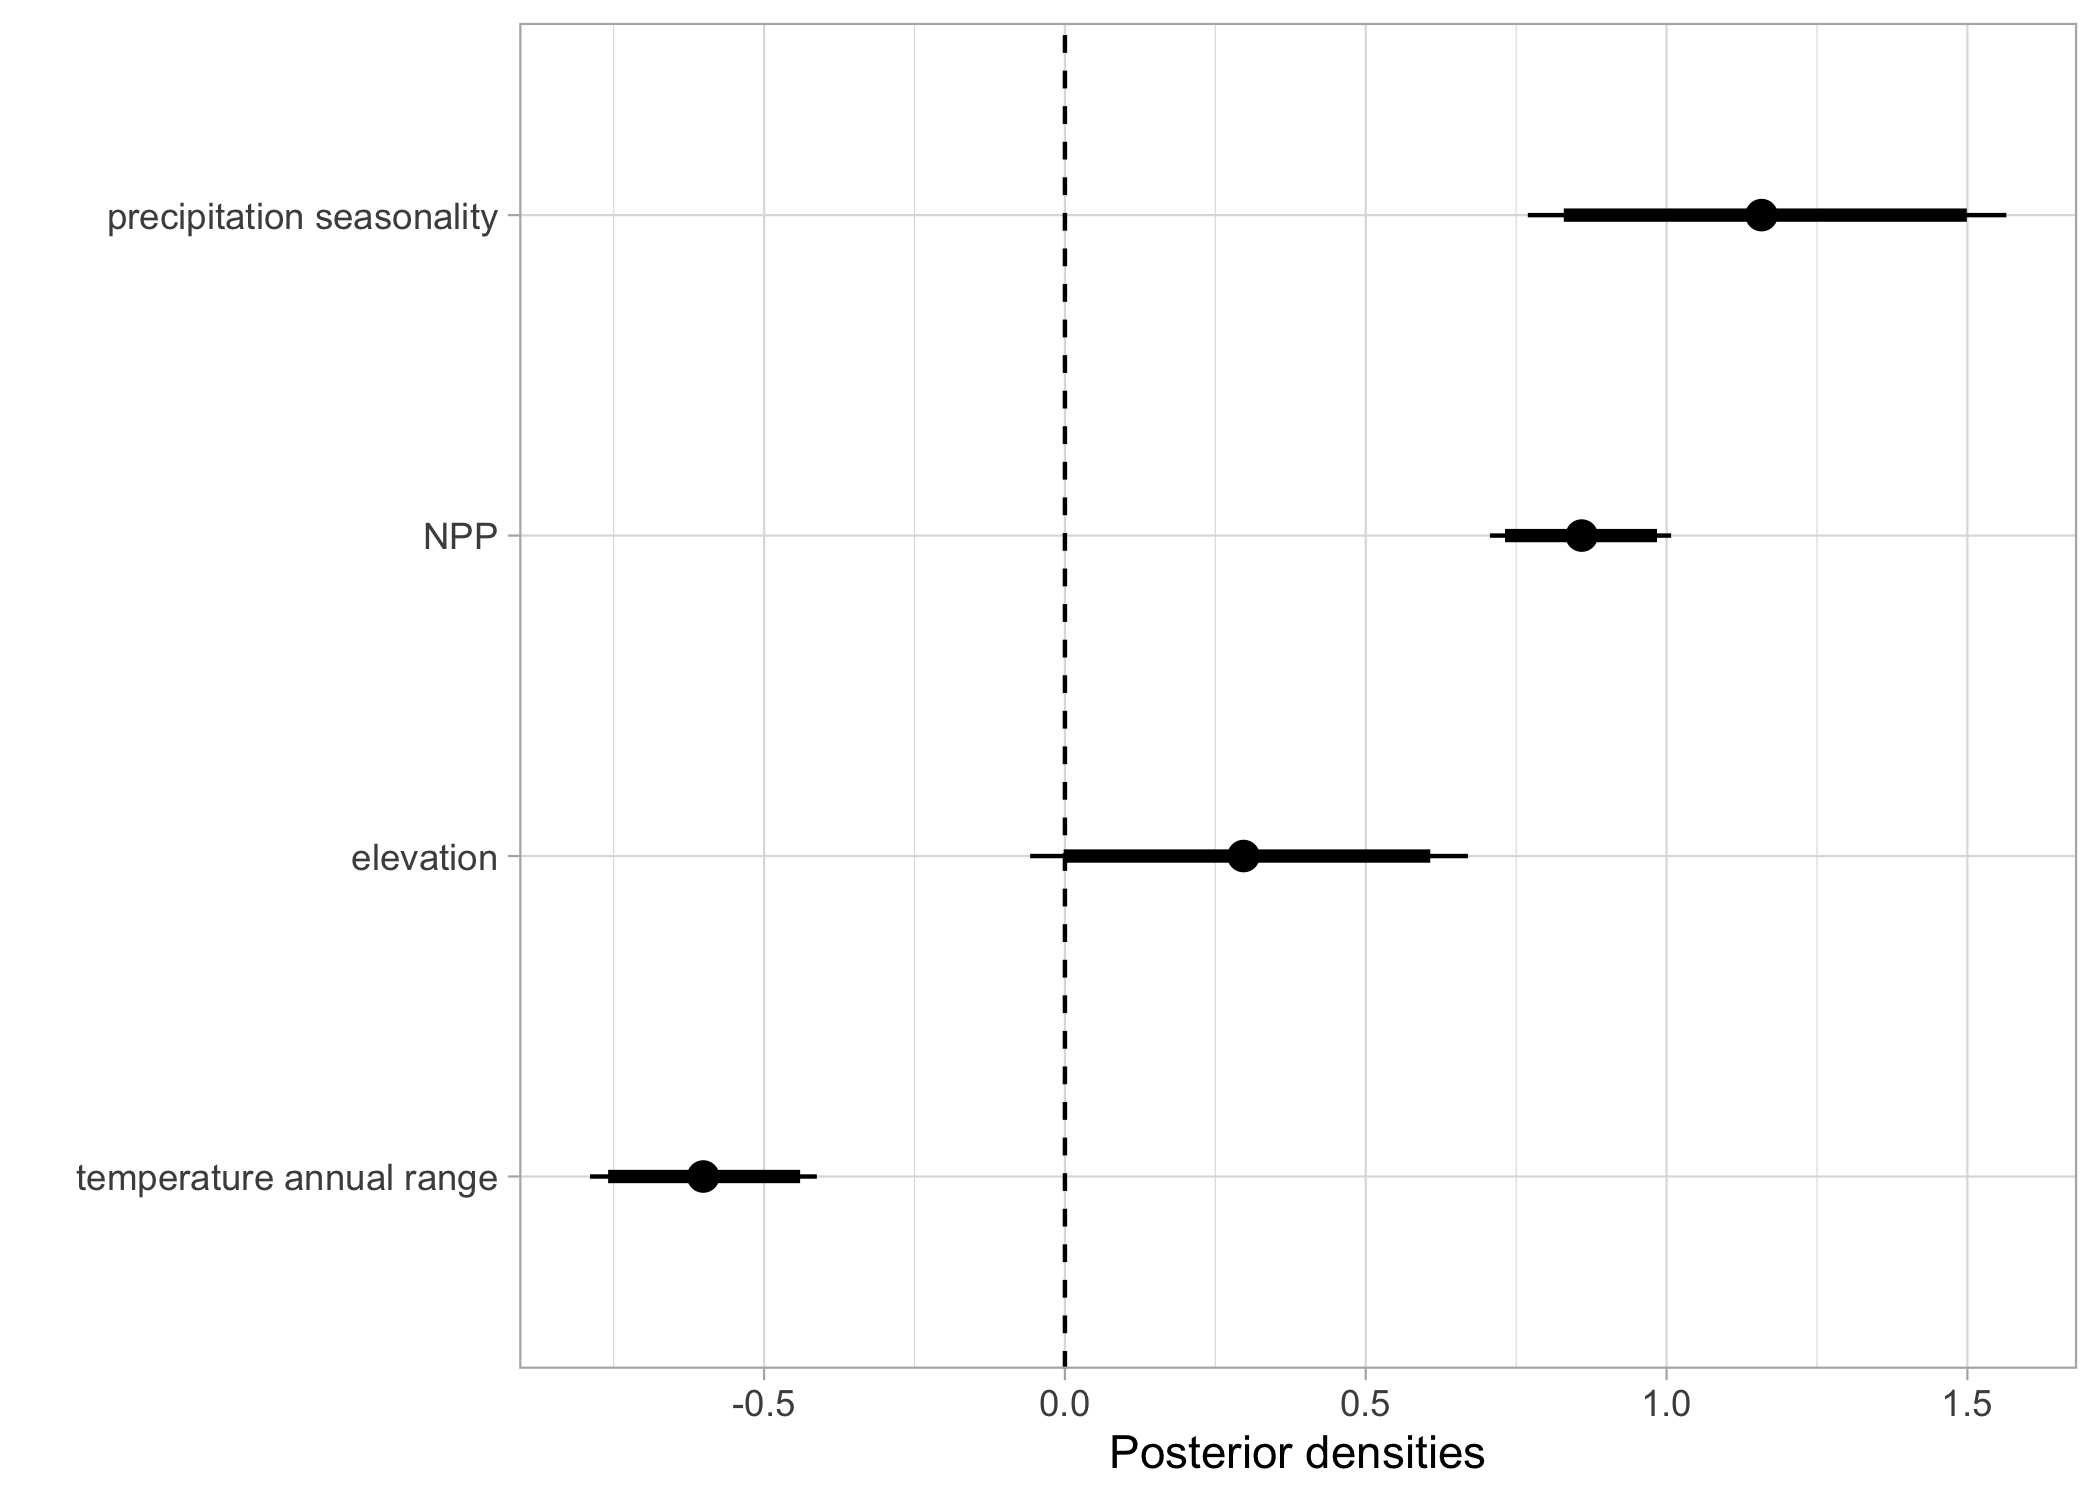 precipitation seasonality
NPP
elevation
temperature annual range
-0.5 0.0 0.5 1.0 1.5
Posterior densities